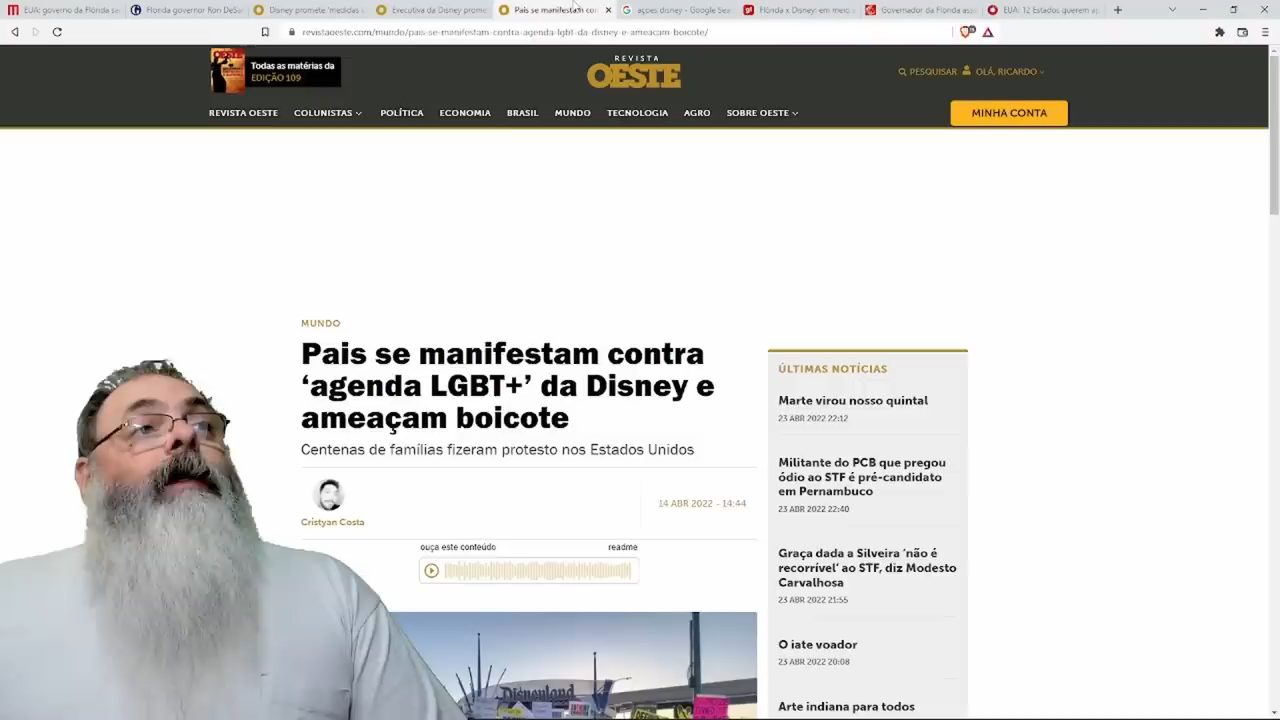 EUA: governo da Flórida se
Florida governor Ron DeSa
Disney promete 'medidas
Executiva da Disney prome
Pais se manifestam co
ações disney - Google Sea
Flórida x Disney em meio
Governador da Flórida assi
EUA: 12 Estados querem a
revistaoeste.com/mundo/pais-se-manifestam-contra-agenda-lgbt-da-disney-e-ameacam-boicote/
OESTE
Todas as matérias da
EDIÇÃO 109
REVISTA
OESTE
PESQUISAR
OLÁ, RICARDO
REVISTA OESTE
COLUNISTAS
POLÍTICA
ECONOMIA
BRASIL
MUNDO
TECNOLOGIA
AGRO
SOBRE OESTE
MINHA CONTA
MUNDO
Pais se manifestam contra
‘agenda LGBT+’ da Disney e
ameaçam boicote
Centenas de famílias fizeram protesto nos Estados Unidos
Cristyan Costa
14 ABR 2022 - 14:44
ouça este conteúdo
readme
Disneyland
ÚLTIMAS NOTÍCIAS
Marte virou nosso quintal
23 ABR 2022 22:12
Militante do PCB que pregou
ódio ao STF é pré-candidato
em Pernambuco
23 ABR 2022 22:40
Graça dada a Silveira ‘não é
recorrível’ ao STF, diz Modesto
Carvalhosa
23 ABR 2022 21:55
O iate voador
23 ABR 2022 20:08
Arte indiana para todos